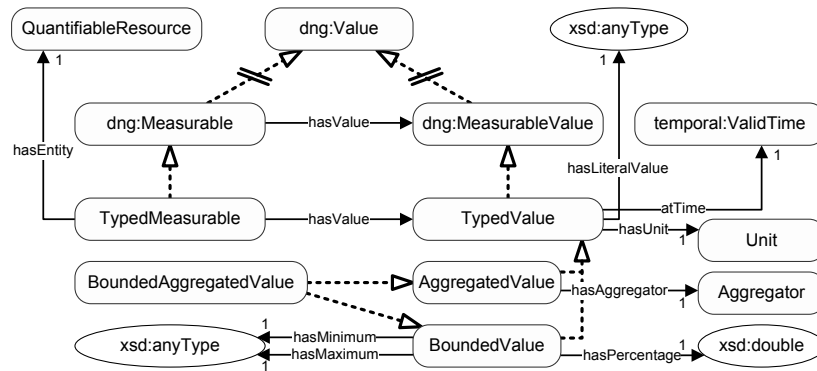 QuantifiableResource
dng:Value
xsd:anyType
1
1
dng:Measurable
hasValue
dng:MeasurableValue
temporal:ValidTime
hasEntity
hasLiteralValue
1
TypedMeasurable
hasValue
TypedValue
atTime
hasUnit
1
Unit
BoundedAggregatedValue
AggregatedValue
hasAggregator
1
Aggregator
xsd:anyType
1
hasMinimum
hasMaximum
1
BoundedValue
hasPercentage
1
xsd:double